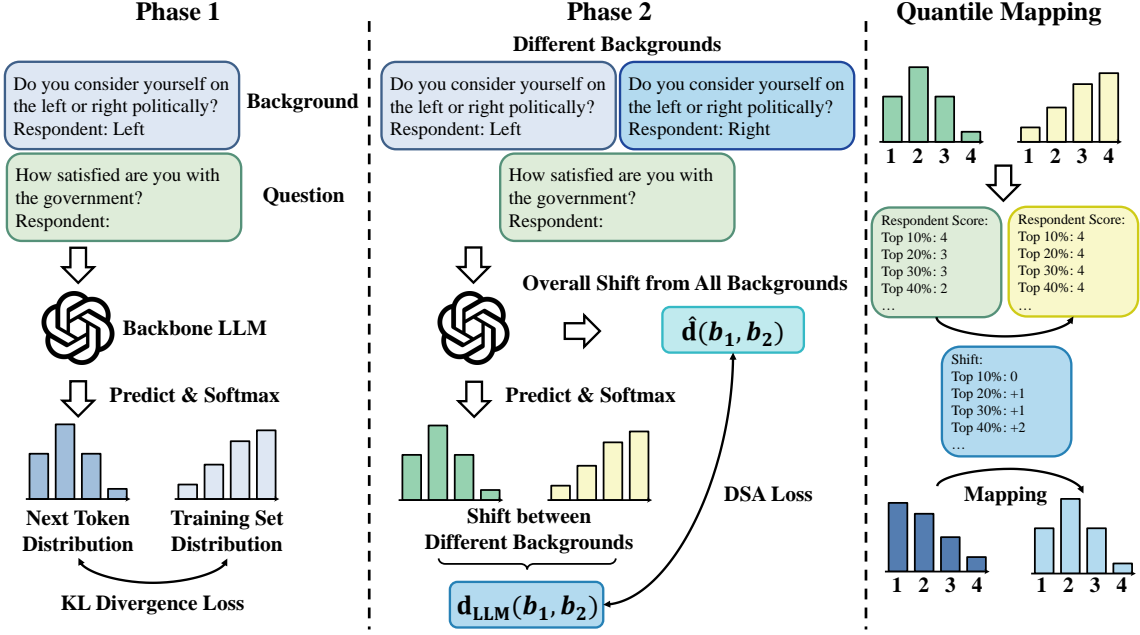 Phase 1
Do you consider yourself on
the left or right politically?
Respondent: Left
Background
How satisfied are you with
the government?
Respondent:
Question
Backbone LLM
Predict & Softmax
Next Token
Distribution
Training Set
Distribution
KL Divergence Loss
Phase 2
Different Backgrounds
Do you consider yourself on
the left or right politically?
Respondent: Left
Do you consider yourself on
the left or right politically?
Respondent: Right
How satisfied are you with
the government?
Respondent:
Overall Shift from All Backgrounds
d̂(b₁, b₂)
Predict & Softmax
DSA Loss
Shift between
Different Backgrounds
d_LLM(b₁, b₂)
Quantile Mapping
1 2 3 4
1 2 3 4
Respondent Score:
Top 10%: 4
Top 20%: 3
Top 30%: 3
Top 40%: 2
…
Respondent Score:
Top 10%: 4
Top 20%: 4
Top 30%: 4
Top 40%: 4
…
Shift:
Top 10%: 0
Top 20%: +1
Top 30%: +1
Top 40%: +2
…
Mapping
1 2 3 4
1 2 3 4